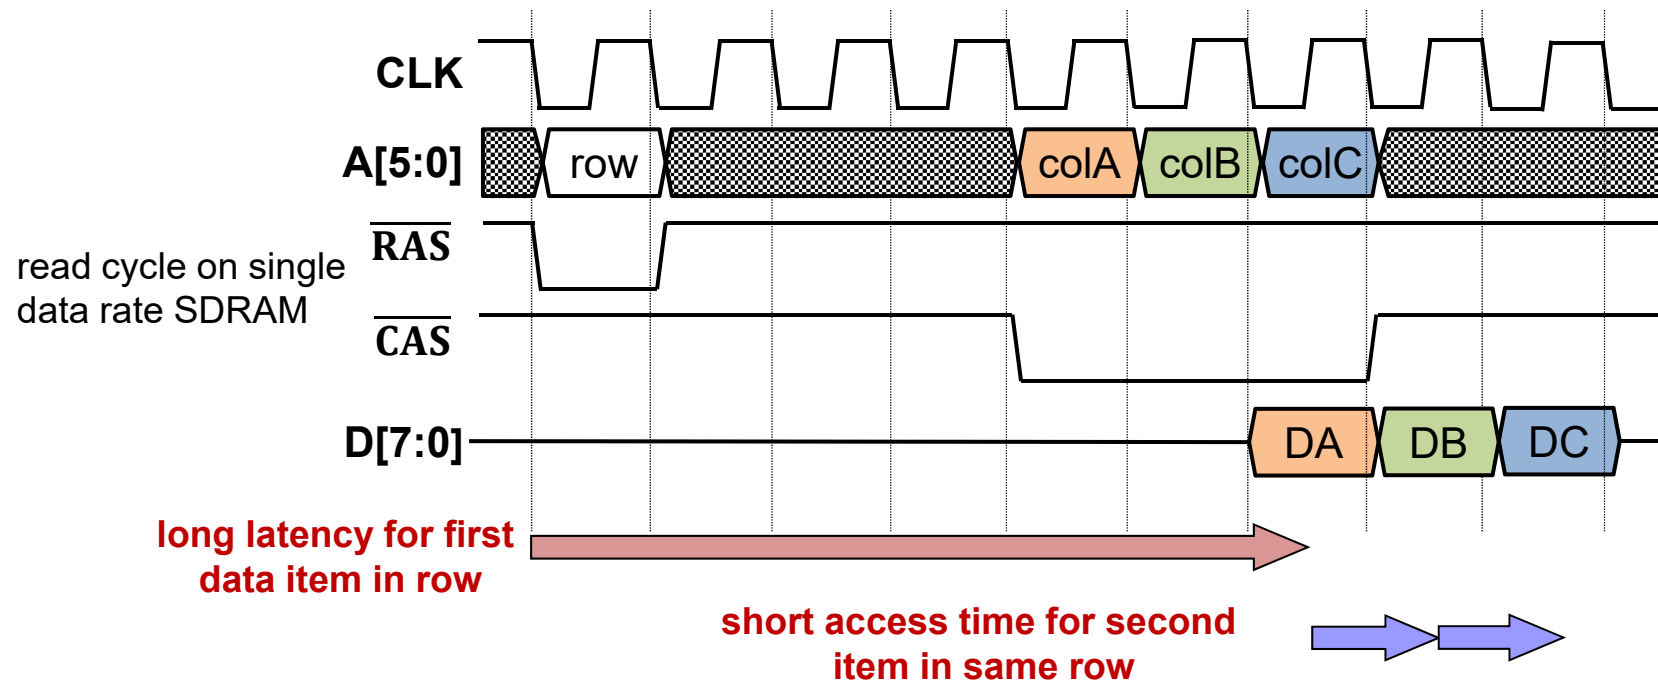 CLK
A[5:0]
row
colA
colB
colC
RAS
read cycle on single
data rate SDRAM
CAS
D[7:0]
DA
DB
DC
long latency for first
data item in row
short access time for second
item in same row